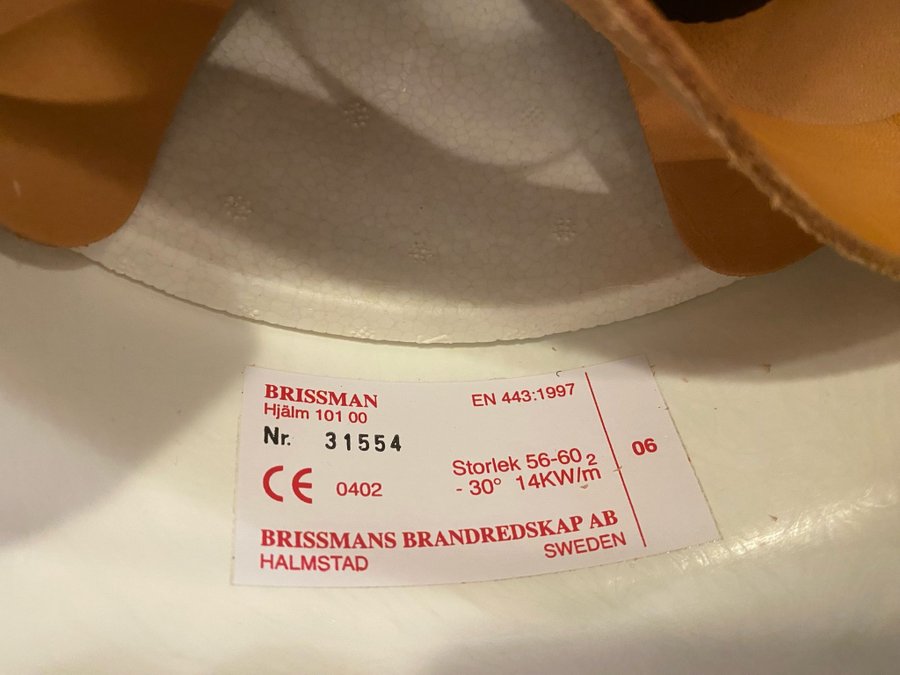 BRISSMAN
Hjälm 101 00
EN 443:1997
Nr. 31554
CE 0402
Storlek 56-60
- 30° 14KW/m2
06
BRISSMANS BRANDREDSKAP AB
HALMSTAD
SWEDEN